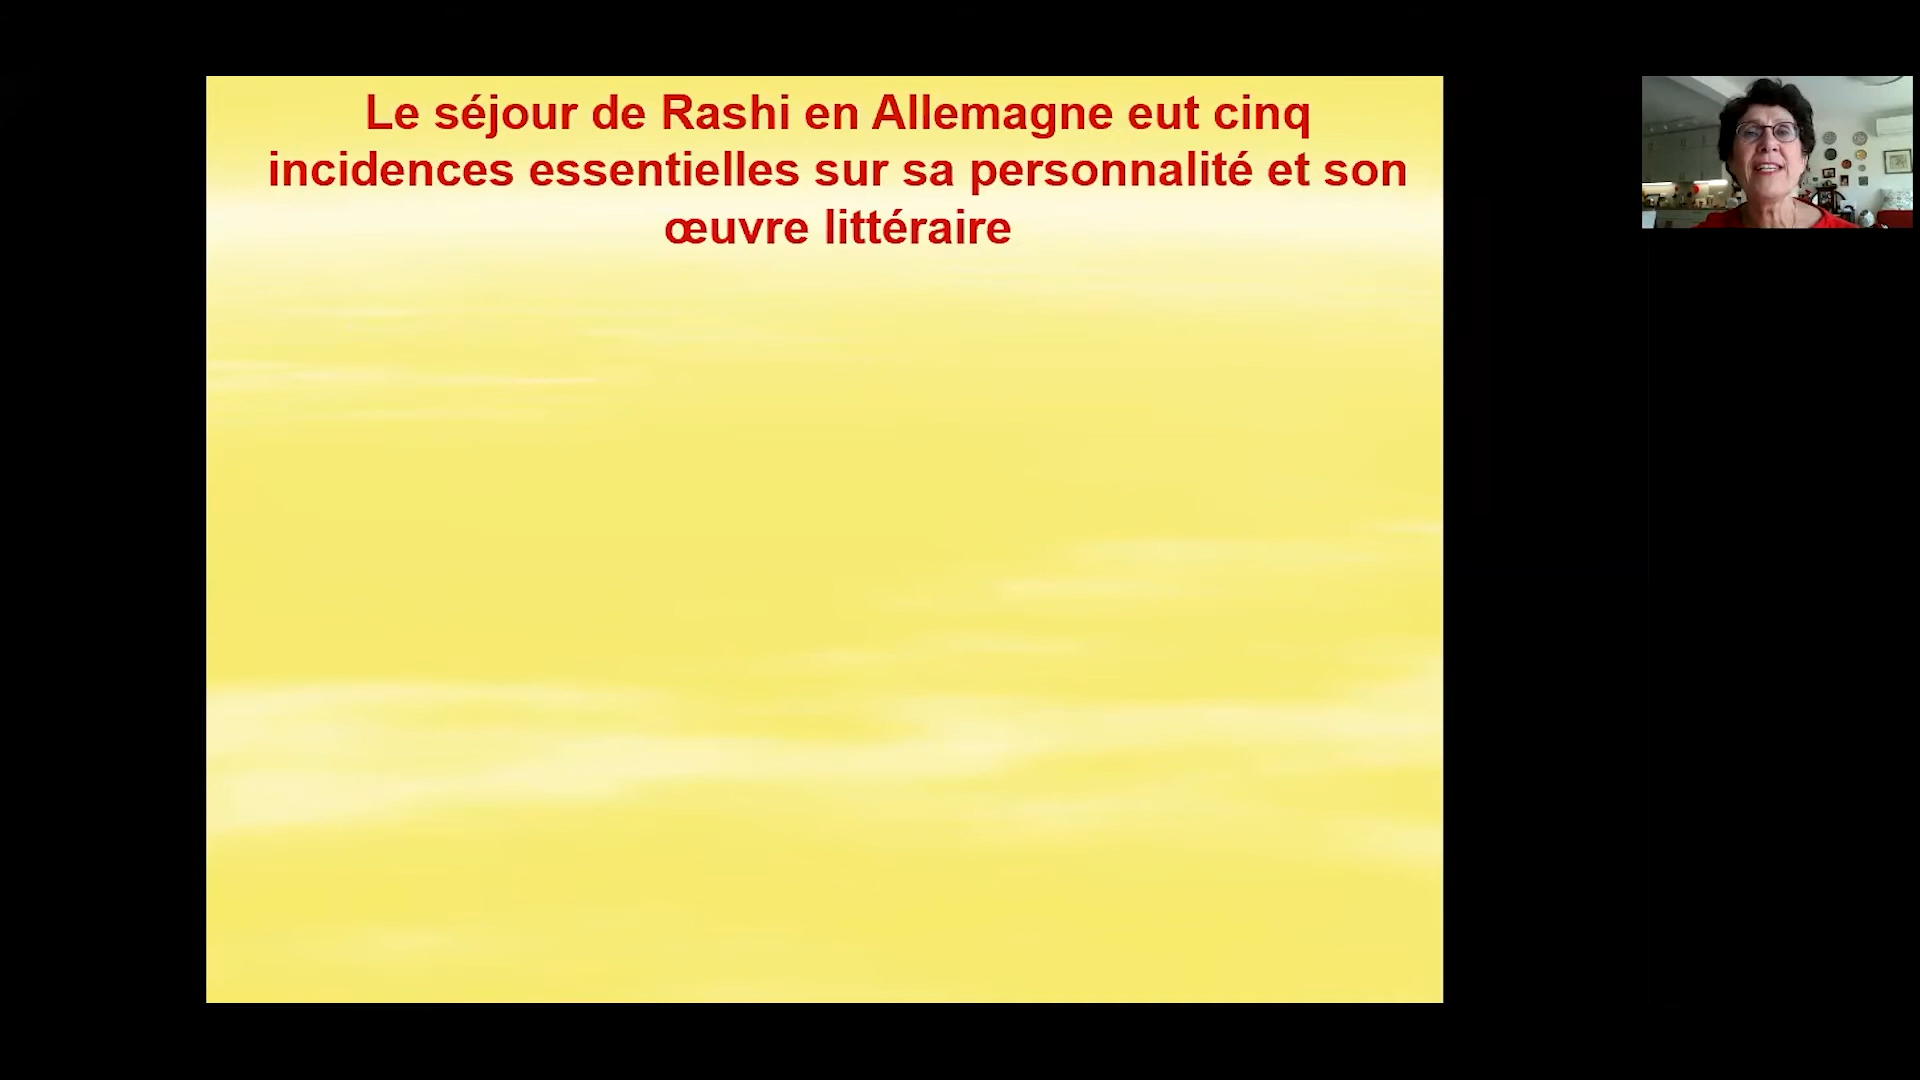 Le séjour de Rashi en Allemagne eut cinq
incidences essentielles sur sa personnalité et son
œuvre littéraire